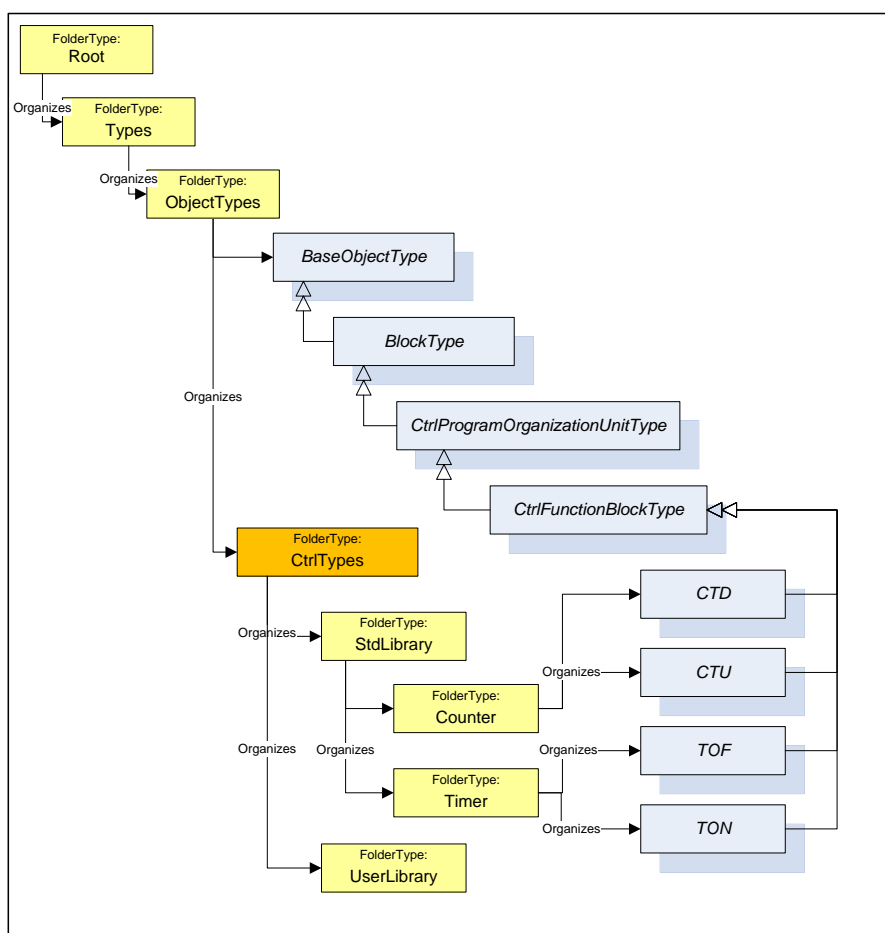 FolderType:
Root
Organizes
FolderType:
Types
Organizes
FolderType:
ObjectTypes
BaseObjectType
BlockType
Organizes
CtrlProgramOrganizationUnitType
CtrlFunctionBlockType
FolderType:
CtrlTypes
CTD
FolderType:
StdLibrary
Organizes
Organizes
CTU
FolderType:
Counter
Organizes
Organizes
Organizes
TOF
FolderType:
Timer
Organizes
TON
FolderType:
UserLibrary